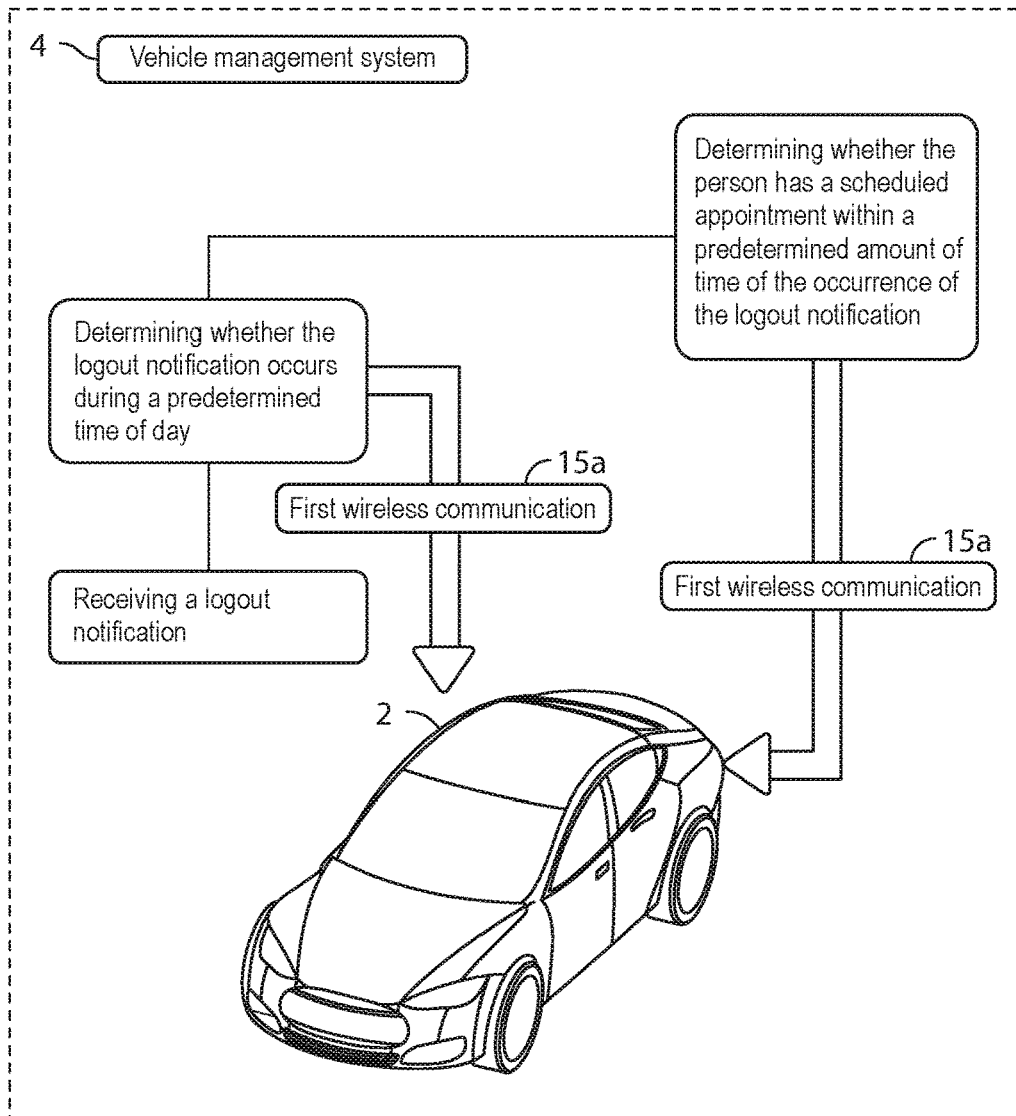 4
Vehicle management system
Determining whether the
person has a scheduled
appointment within a
predetermined amount of
time of the occurrence of
the logout notification
Determining whether the
logout notification occurs
during a predetermined
time of day
15a
First wireless communication
15a
First wireless communication
Receiving a logout
notification
2